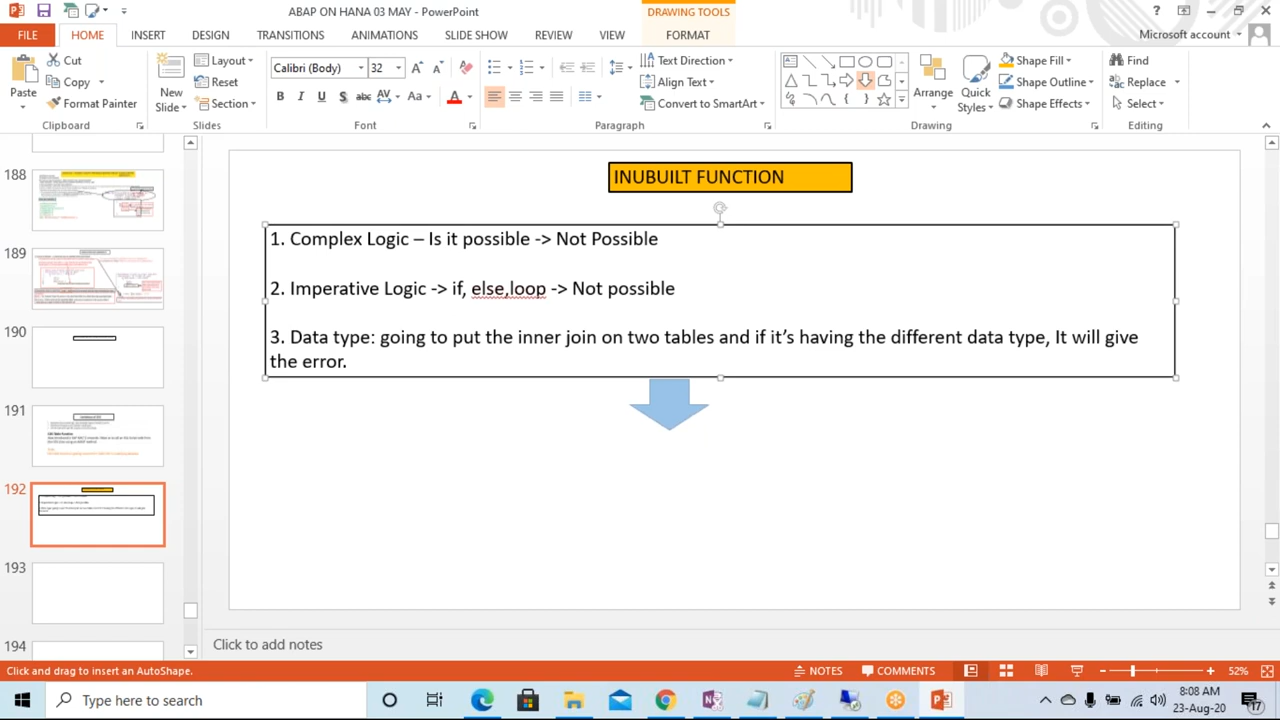 ABAP ON HANA 03 MAY - PowerPoint
DRAWING TOOLS
FILE HOME INSERT DESIGN TRANSITIONS ANIMATIONS SLIDE SHOW REVIEW VIEW FORMAT
Microsoft account
Paste
Cut
Copy
Format Painter
Clipboard
New
Slide
Layout
Reset
Section
Slides
Calibri (Body) 32
B I U S abc AV Aa A
Font
Text Direction
Align Text
Convert to SmartArt
Paragraph
Arrange
Quick
Styles
Shape Fill
Shape Outline
Shape Effects
Drawing
Find
Replace
Select
Editing
188
189
190
191
192
193
194
INUBUILT FUNCTION
1. Complex Logic – Is it possible -> Not Possible
2. Imperative Logic -> if, else,loop -> Not possible
3. Data type: going to put the inner join on two tables and if it’s having the different data type, It will give
the error.
Click to add notes
Click and drag to insert an AutoShape.
NOTES
COMMENTS
52%
Type here to search
8:08 AM
23-Aug-20
17